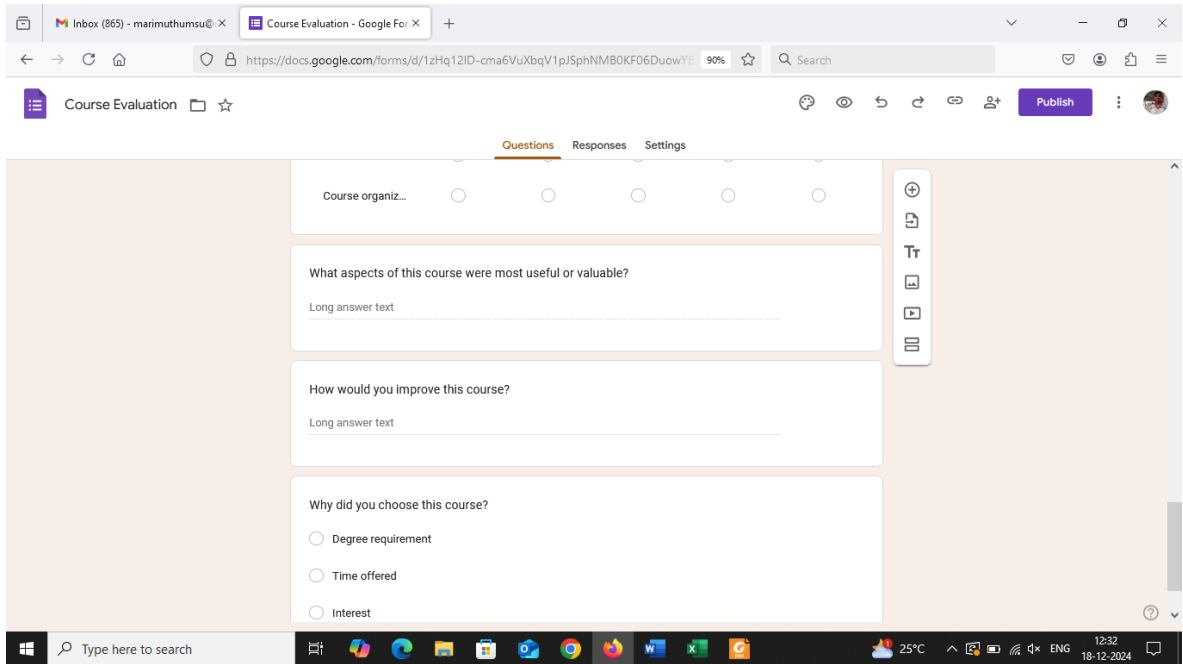 Inbox (865) - marimuthumsu@
Course Evaluation - Google For
https://docs.google.com/forms/d/1zHq12ID-cma6VuXbqV1pJSphNMB0KF06DuowYE
90%
Search
Course Evaluation
Publish
Questions Responses Settings
Course organiz...
What aspects of this course were most useful or valuable?
Long answer text
How would you improve this course?
Long answer text
Why did you choose this course?
Degree requirement
Time offered
Interest
Type here to search
25°C
ENG
12:32
18-12-2024